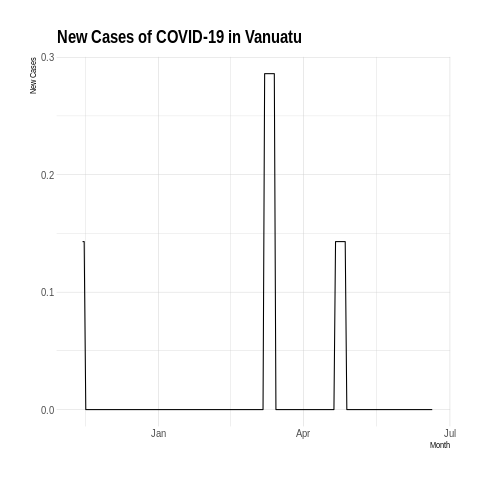 New Cases of COVID-19 in Vanuatu
New Cases
0.3
0.2
0.1
0.0
Jan
Apr
Jul
Month